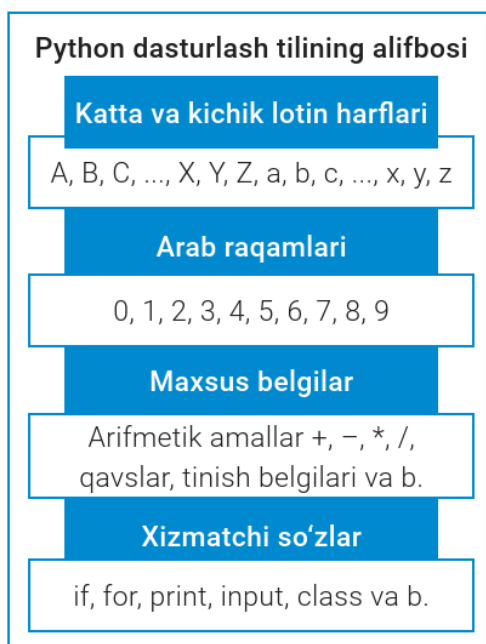 Python dasturlash tilining alifbosi
Katta va kichik lotin harflari
A, B, C, ..., X, Y, Z, a, b, c, ..., x, y, z
Arab raqamlari
0, 1, 2, 3, 4, 5, 6, 7, 8, 9
Maxsus belgilar
Arifmetik amallar +, –, *, /,
qavslar, tinish belgilari va b.
Xizmatchi so‘zlar
if, for, print, input, class va b.